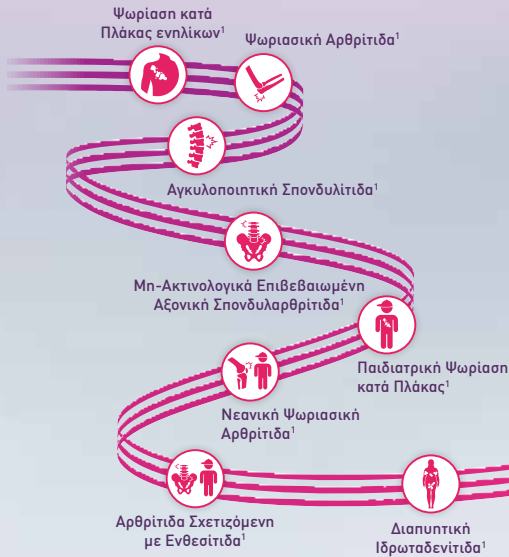 Ψωρίαση κατά
Πλάκας ενηλίκων¹
Ψωριασική Αρθρίτιδα¹
Αγκυλοποιητική Σπονδυλίτιδα¹
Μη-Ακτινολογικά Επιβεβαιωμένη
Αξονική Σπονδυλαρθρίτιδα¹
Παιδιατρική Ψωρίαση
κατά Πλάκας¹
Νεανική Ψωριασική
Αρθρίτιδα¹
Αρθρίτιδα Σχετιζόμενη
με Ενθεσίτιδα¹
Διαπυητική
Ιδρωταδενίτιδα¹